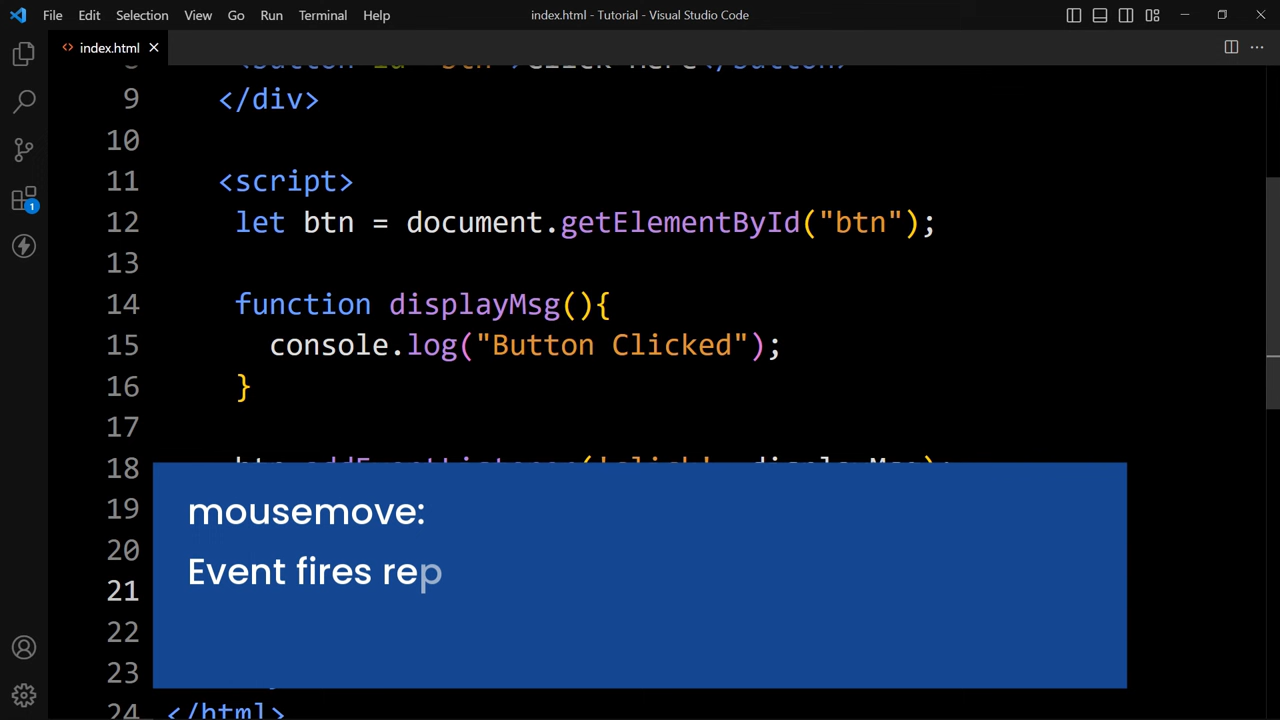 File Edit Selection View Go Run Terminal Help index.html - Tutorial - Visual Studio Code
index.html
9 </div>
10
11 <script>
12 let btn = document.getElementById("btn");
13
14 function displayMsg(){
15 console.log("Button Clicked");
16 }
17
18
19
20
21
22
23
24 </html>
mousemove:
Event fires rep
1